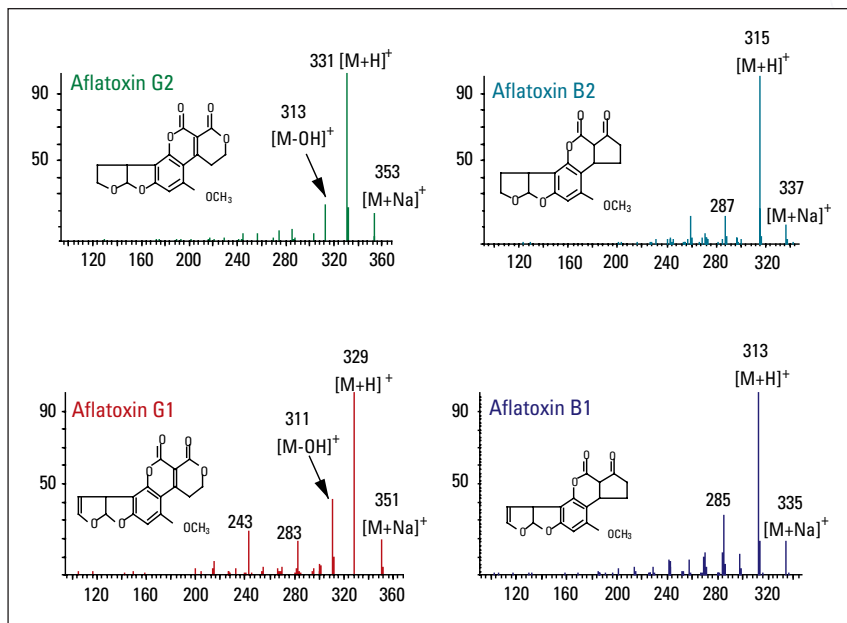 Aflatoxin G2
331 [M+H]+
313
[M-OH]+
353
[M+Na]+
90
50
O O
O
O
O
O
OCH3
120 160 200 240 280 320 360
Aflatoxin B2
315
[M+H]+
287
337
[M+Na]+
90
50
O O
O
O
O
OCH3
120 160 200 240 280 320
Aflatoxin G1
329
[M+H] +
311
[M-OH]+
351
[M+Na]+
243
283
90
50
O O
O
O
O
O
OCH3
120 160 200 240 280 320 360
Aflatoxin B1
313
[M+H]+
285
335
[M+Na]+
90
50
O O
O
O
O
OCH3
120 160 200 240 280 320